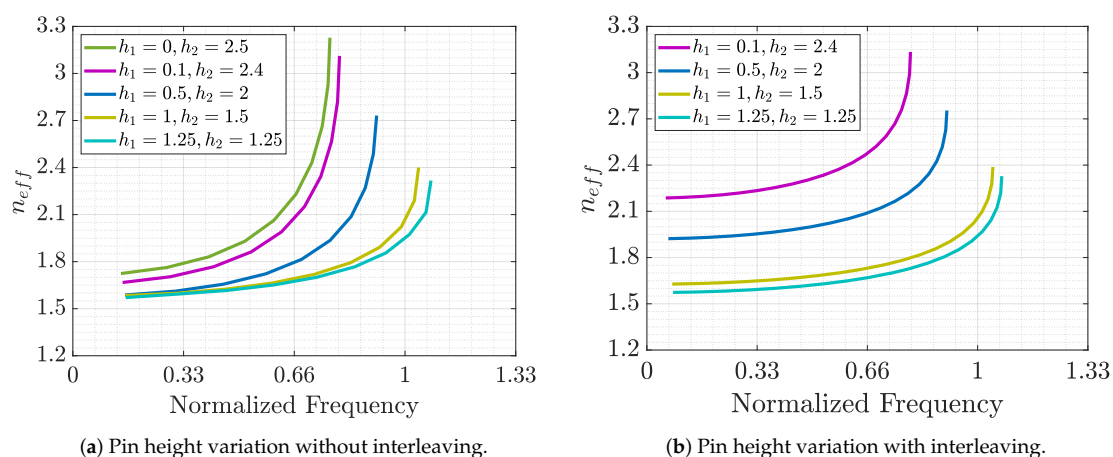 3.3
3
2.7
2.4
2.1
1.8
1.5
1.2
n_{eff}
h_1 = 0, h_2 = 2.5
h_1 = 0.1, h_2 = 2.4
h_1 = 0.5, h_2 = 2
h_1 = 1, h_2 = 1.5
h_1 = 1.25, h_2 = 1.25
0 0.33 0.66 1 1.33
Normalized Frequency
(a) Pin height variation without interleaving.
3.3
3
2.7
2.4
2.1
1.8
1.5
1.2
n_{eff}
h_1 = 0.1, h_2 = 2.4
h_1 = 0.5, h_2 = 2
h_1 = 1, h_2 = 1.5
h_1 = 1.25, h_2 = 1.25
0 0.33 0.66 1 1.33
Normalized Frequency
(b) Pin height variation with interleaving.